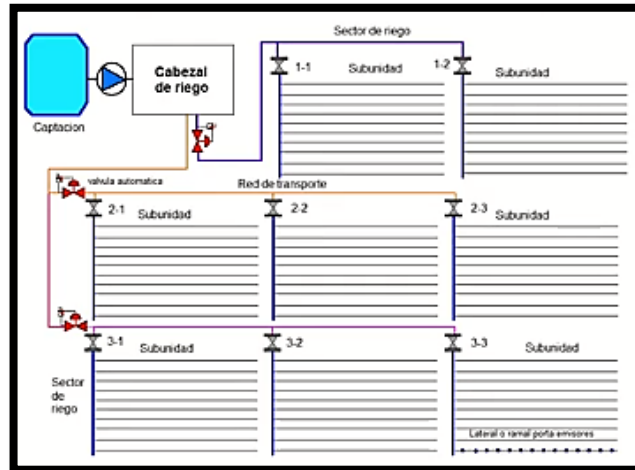 Sector de riego
Cabezal
de riego
1-1
Subunidad
1-2
Subunidad
Captacion
valvula automatica
Red de transporte
2-1
Subunidad
2-2
2-3
Subunidad
3-1
Subunidad
3-2
3-3
Subunidad
Sector
de
riego
Lateral o ramal porta emisores